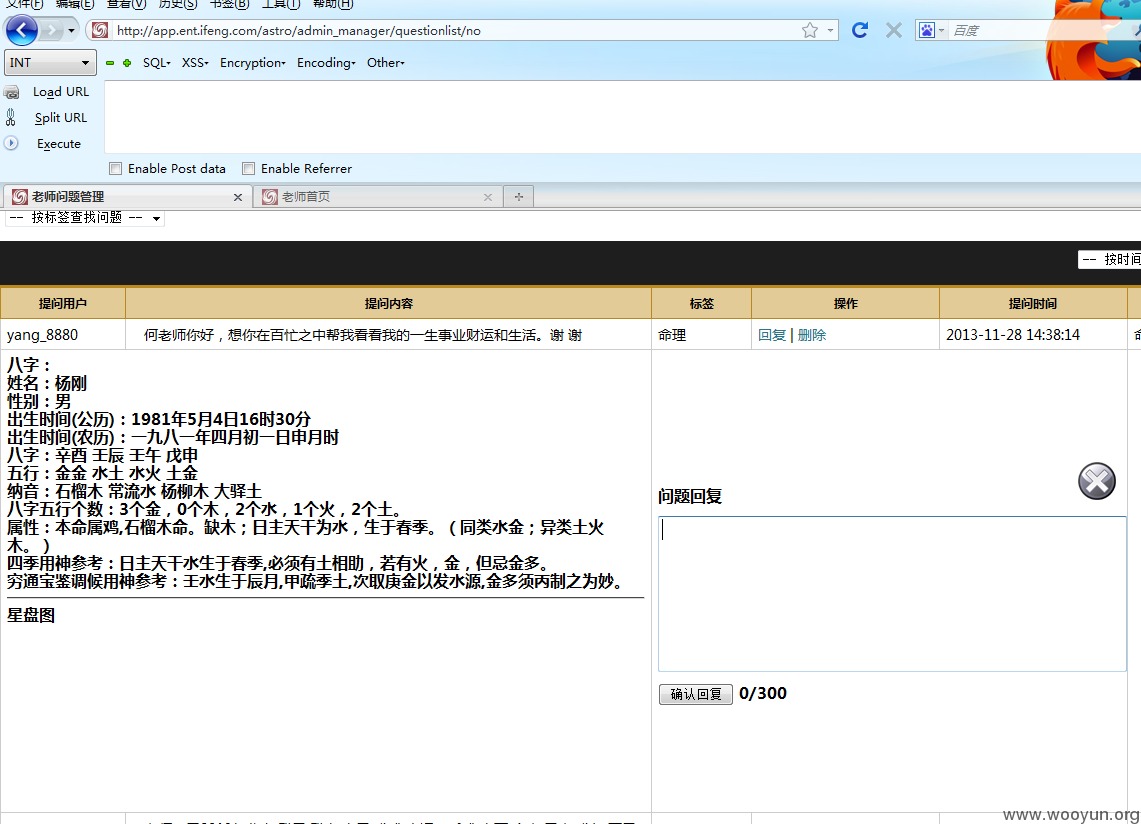 文件(F) 编辑(E) 查看(V) 历史(S) 书签(B) 工具(T) 帮助(H)
http://app.ent.ifeng.com/astro/admin_manager/questionlist/no
百度
INT
SQL XSS Encryption Encoding Other
Load URL
Split URL
Execute
Enable Post data Enable Referrer
老师问题管理 老师首页
-- 按标签查找问题 --
-- 按时间
提问用户 提问内容 标签 操作 提问时间
yang_8880 何老师你好，想你在百忙之中帮我看看我的一生事业财运和生活。谢 谢 命理 回复 | 删除 2013-11-28 14:38:14
八字：
姓名：杨刚
性别：男
出生时间(公历)：1981年5月4日16时30分
出生时间(农历)：一九八一年四月初一日申月时
八字：辛酉 壬辰 壬午 戊申
五行：金金 水土 水火 土金
纳音：石榴木 常流水 杨柳木 大驿土
八字五行个数：3个金，0个木，2个水，1个火，2个土。
属性：本命属鸡,石榴木命。缺木；日主天干为水，生于春季。（同类水金；异类土火
木。）
四季用神参考：日主天干水生于春季,必须有土相助，若有火，金，但忌金多。
穷通宝鉴调候用神参考：壬水生于辰月,甲疏季土,次取庚金以发水源,金多须丙制之为妙。
星盘图
问题回复
确认回复 0/300
www.wooyun.org